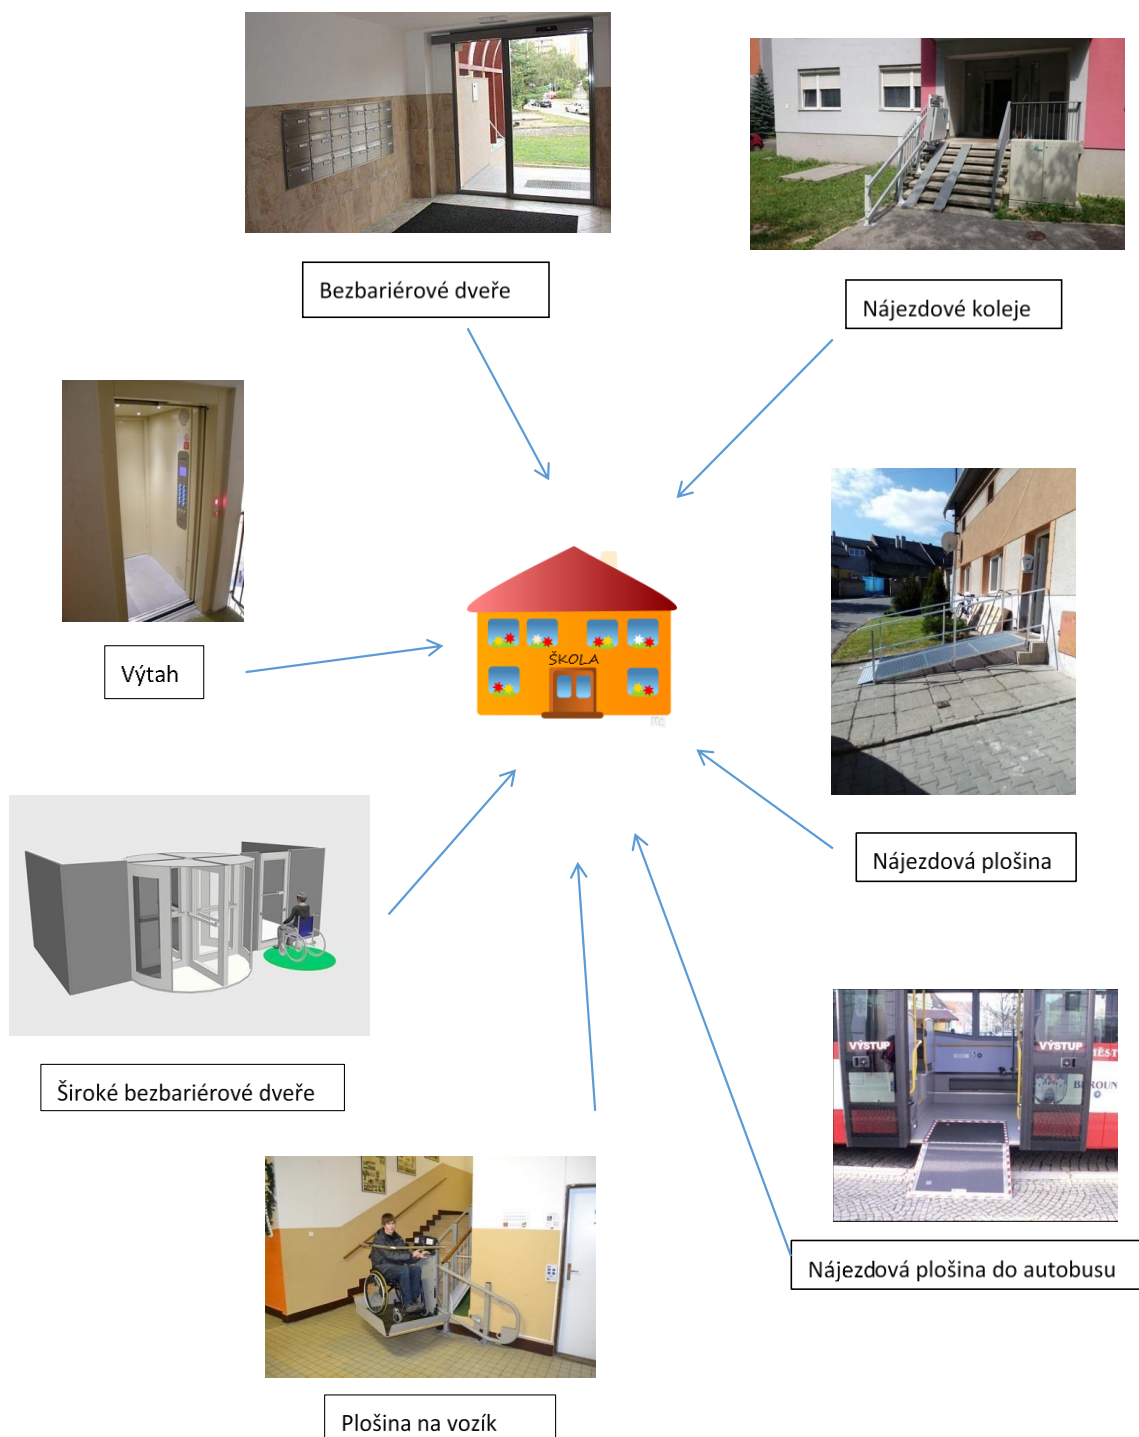 Bezbariérové dveře
Nájezdové koleje
Výtah
ŠKOLA
Nájezdová plošina
Široké bezbariérové dveře
VÝSTUP
VÝSTUP
Nájezdová plošina do autobusu
Plošina na vozík